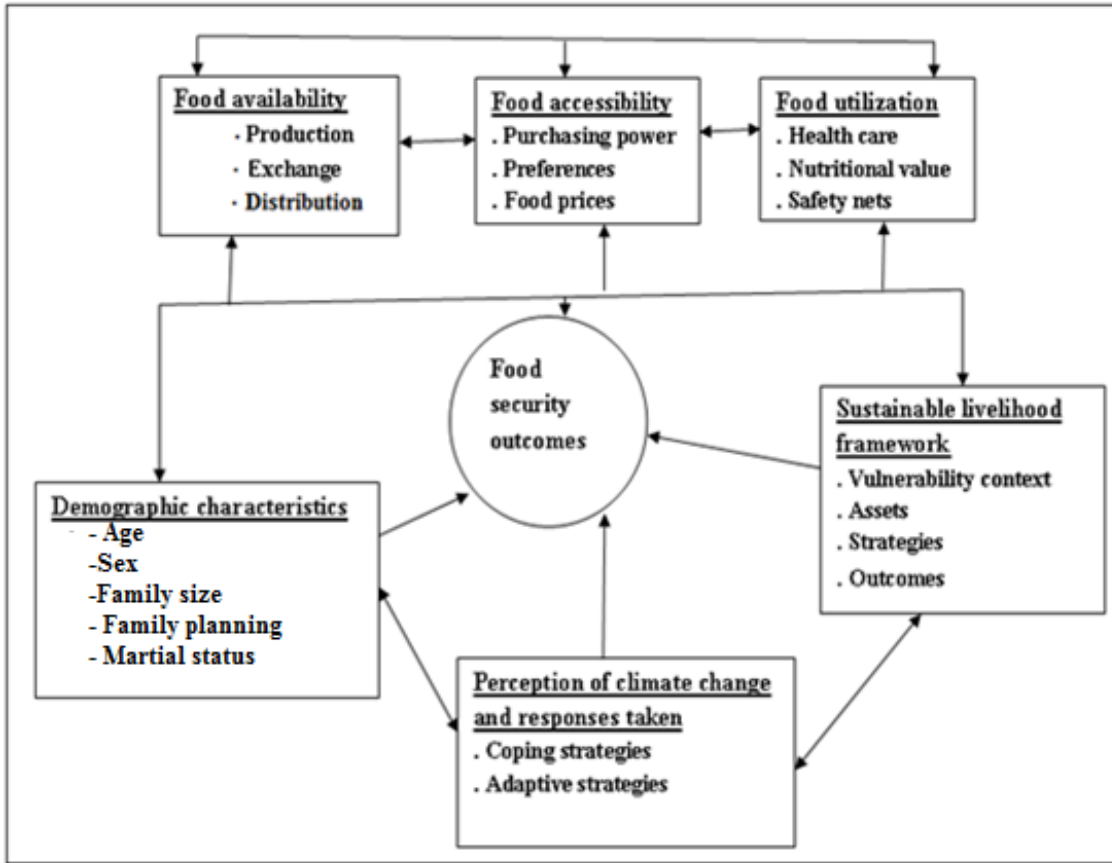 Food availability
· Production
· Exchange
· Distribution
Food accessibility
. Purchasing power
. Preferences
. Food prices
Food utilization
. Health care
. Nutritional value
. Safety nets
Food
security
outcomes
Sustainable livelihood
framework
. Vulnerability context
. Assets
. Strategies
. Outcomes
Demographic characteristics
- Age
-Sex
-Family size
- Family planning
- Martial status
Perception of climate change
and responses taken
. Coping strategies
. Adaptive strategies